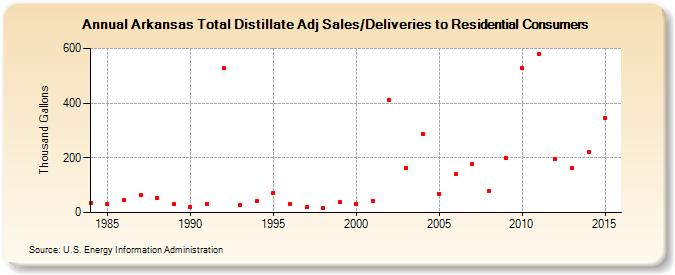 Annual Arkansas Total Distillate Adj Sales/Deliveries to Residential Consumers
Thousand Gallons
600
400
200
0
1985 1990 1995 2000 2005 2010 2015
Source: U.S. Energy Information Administration